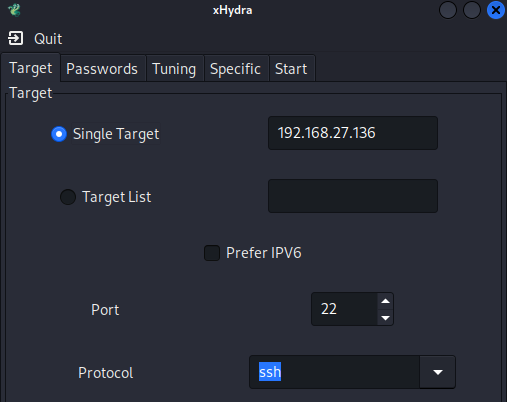 xHydra
Quit
Target Passwords Tuning Specific Start
Target
Single Target 192.168.27.136
Target List
Prefer IPV6
Port 22
Protocol ssh